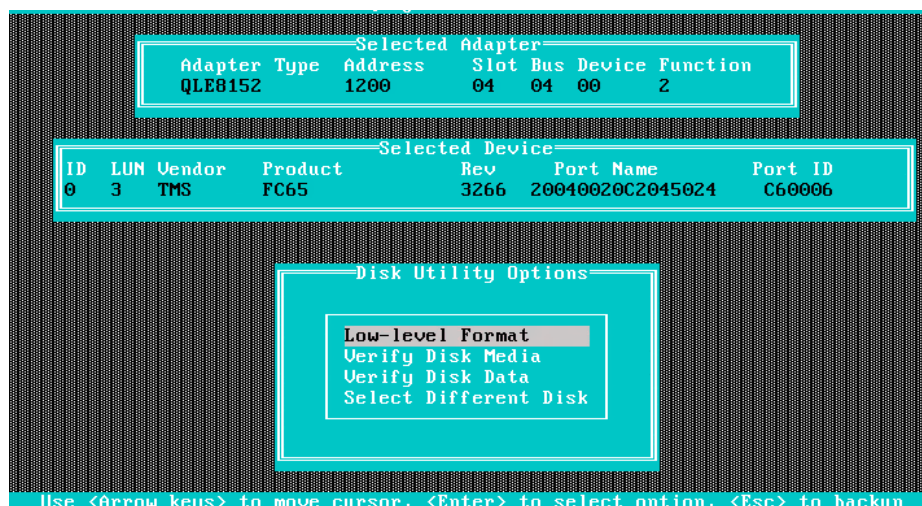 Selected Adapter
Adapter Type Address Slot Bus Device Function
QLE8152 1200 04 04 00 2
Selected Device
ID LUN Vendor Product Rev Port Name Port ID
0 3 TMS FC65 3266 20040020C2045024 C60006
Disk Utility Options
Low-level Format
Verify Disk Media
Verify Disk Data
Select Different Disk
Use <Arrow keys> to move cursor, <Enter> to select option, <Esc> to backup